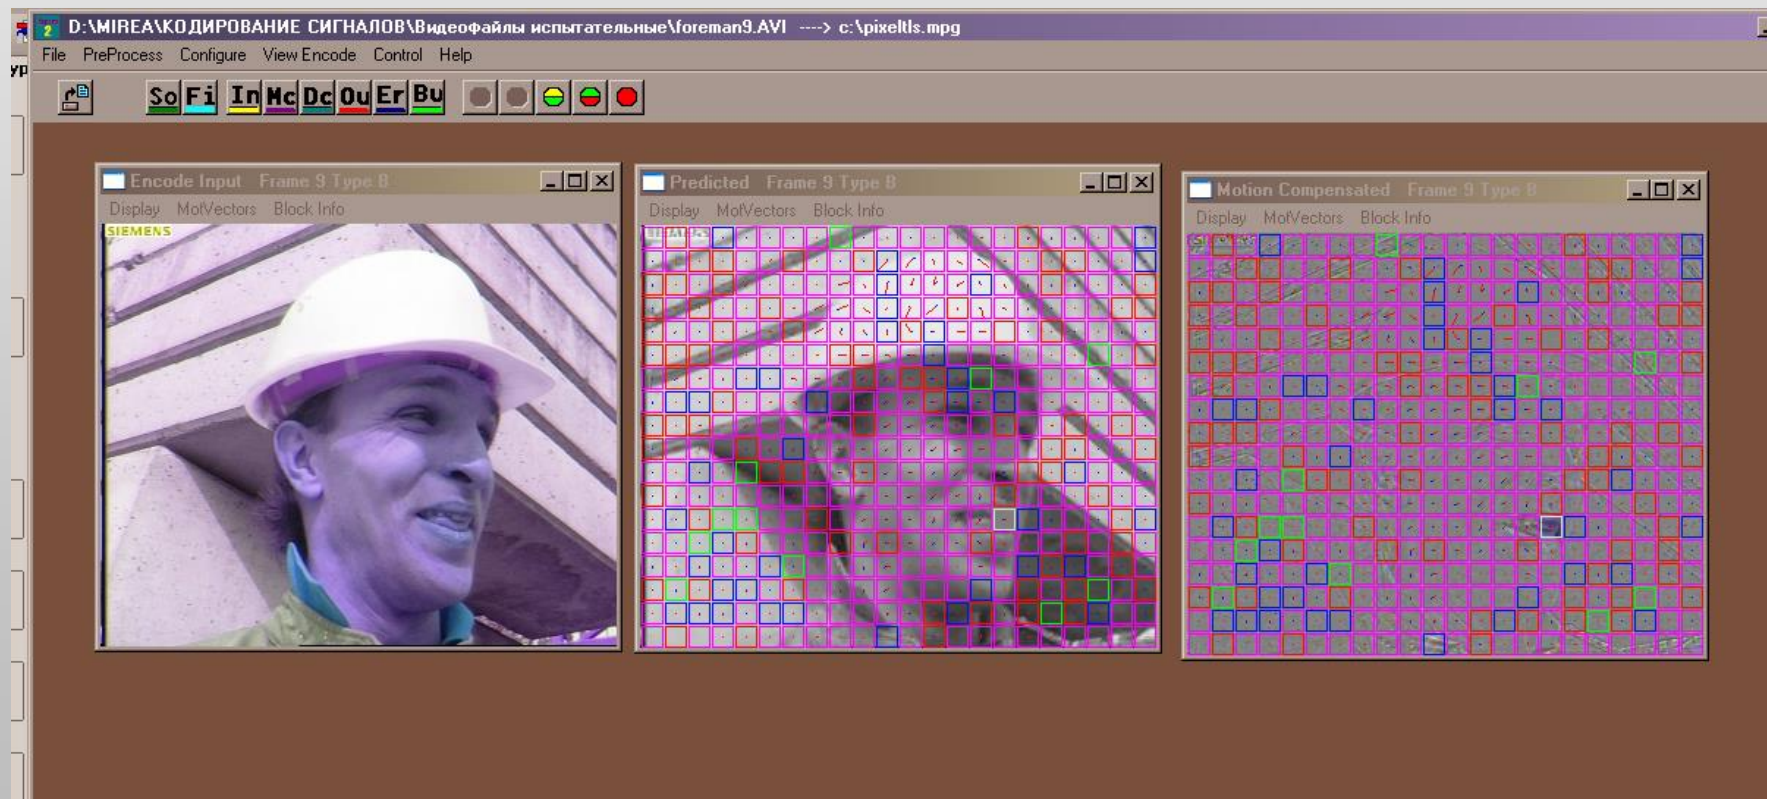 D:\MIREA\КОДИРОВАНИЕ СИГНАЛОВ\Видеофайлы испытательные\foreman9.AVI ----> c:\pixeltls.mpg
File PreProcess Configure View Encode Control Help
ур
So Fi In Mc Dc Ou Er Bu
Encode Input Frame 9 Type B
Display MotVectors Block Info
SIEMENS
Predicted Frame 9 Type B
Display MotVectors Block Info
Motion Compensated Frame 9 Type B
Display MotVectors Block Info